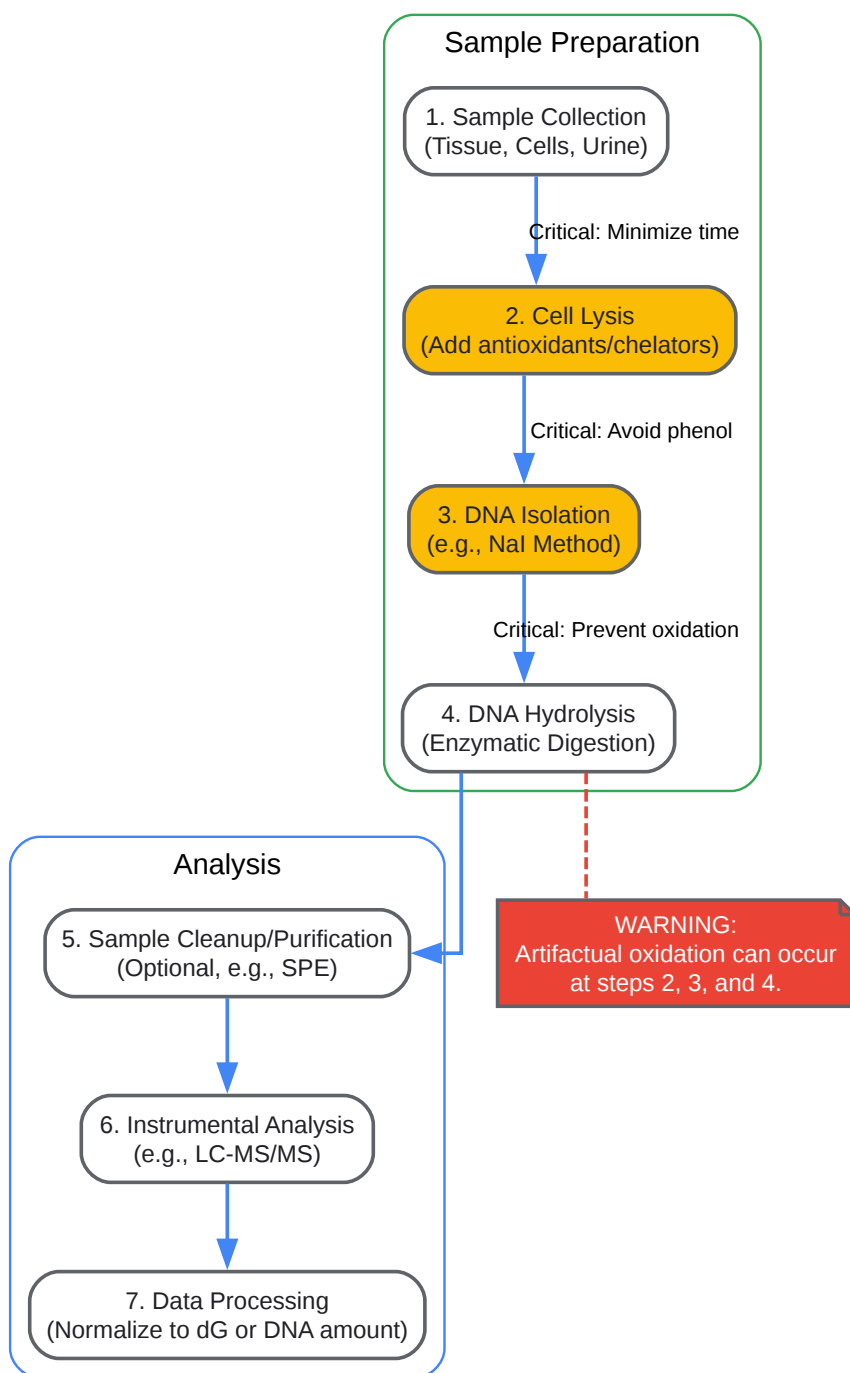 Sample Preparation
1. Sample Collection
(Tissue, Cells, Urine)
Critical: Minimize time
2. Cell Lysis
(Add antioxidants/chelators)
Critical: Avoid phenol
3. DNA Isolation
(e.g., NaI Method)
Critical: Prevent oxidation
4. DNA Hydrolysis
(Enzymatic Digestion)
Analysis
5. Sample Cleanup/Purification
(Optional, e.g., SPE)
WARNING:
Artifactual oxidation can occur
at steps 2, 3, and 4.
6. Instrumental Analysis
(e.g., LC-MS/MS)
7. Data Processing
(Normalize to dG or DNA amount)